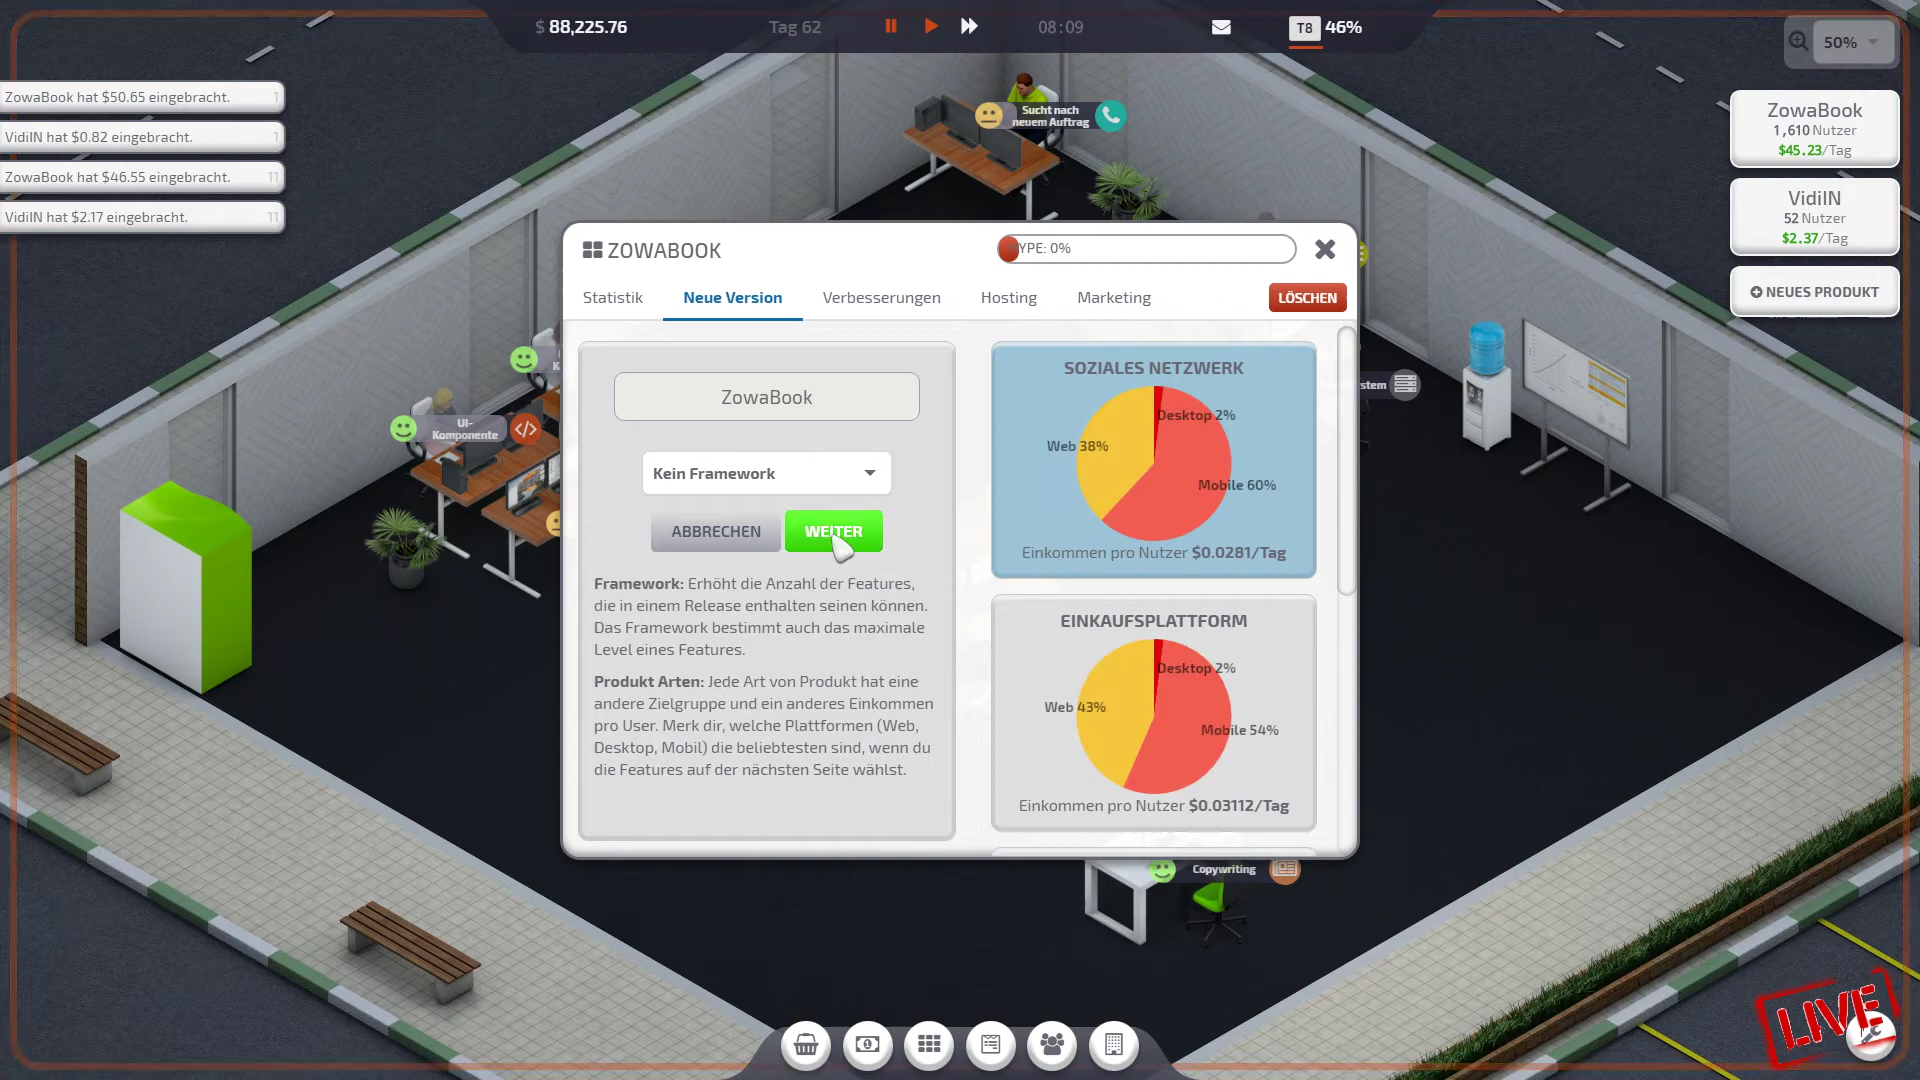 $ 88,225.76
Tag 62
08:09
T8 46%
50%
ZowaBook hat $50.65 eingebracht. 1
VidiIN hat $0.82 eingebracht. 1
ZowaBook hat $46.55 eingebracht. 11
VidiIN hat $2.17 eingebracht. 11
Sucht nach
neuem Auftrag
ZowaBook
1,610 Nutzer
$45.23/Tag
VidiIN
52 Nutzer
$2.37/Tag
NEUES PRODUKT
ZOWABOOK
YPE: 0%
Statistik
Neue Version
Verbesserungen
Hosting
Marketing
LÖSCHEN
ZowaBook
Kein Framework
ABBRECHEN
WEITER
Framework: Erhöht die Anzahl der Features,
die in einem Release enthalten seinen können.
Das Framework bestimmt auch das maximale
Level eines Features.
Produkt Arten: Jede Art von Produkt hat eine
andere Zielgruppe und ein anderes Einkommen
pro User. Merk dir, welche Plattformen (Web,
Desktop, Mobil) die beliebtesten sind, wenn du
die Features auf der nächsten Seite wählst.
SOZIALES NETZWERK
Desktop 2%
Web 38%
Mobile 60%
Einkommen pro Nutzer $0.0281/Tag
EINKAUFSPLATTFORM
Desktop 2%
Web 43%
Mobile 54%
Einkommen pro Nutzer $0.03112/Tag
UI-
Komponente
K
stem
Copywriting
LIVE